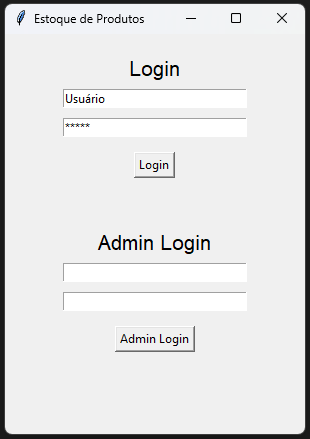 Estoque de Produtos
Login
Usuário
*****
Login
Admin Login
Admin Login